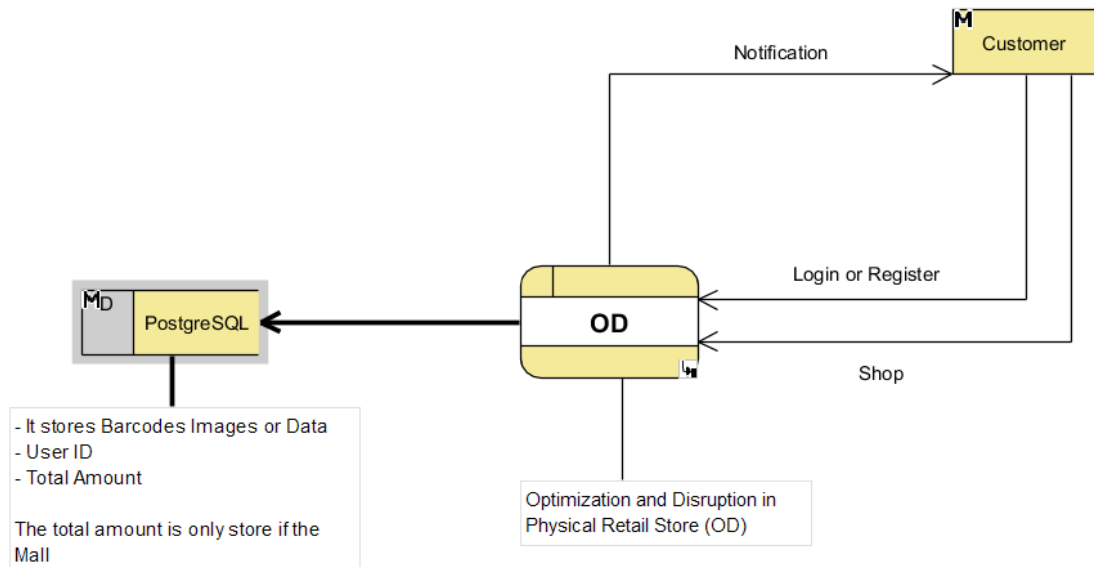 M
Customer
Notification
Login or Register
Shop
OD
M
D
PostgreSQL
- It stores Barcodes Images or Data
- User ID
- Total Amount
The total amount is only store if the
Mall
Optimization and Disruption in
Physical Retail Store (OD)